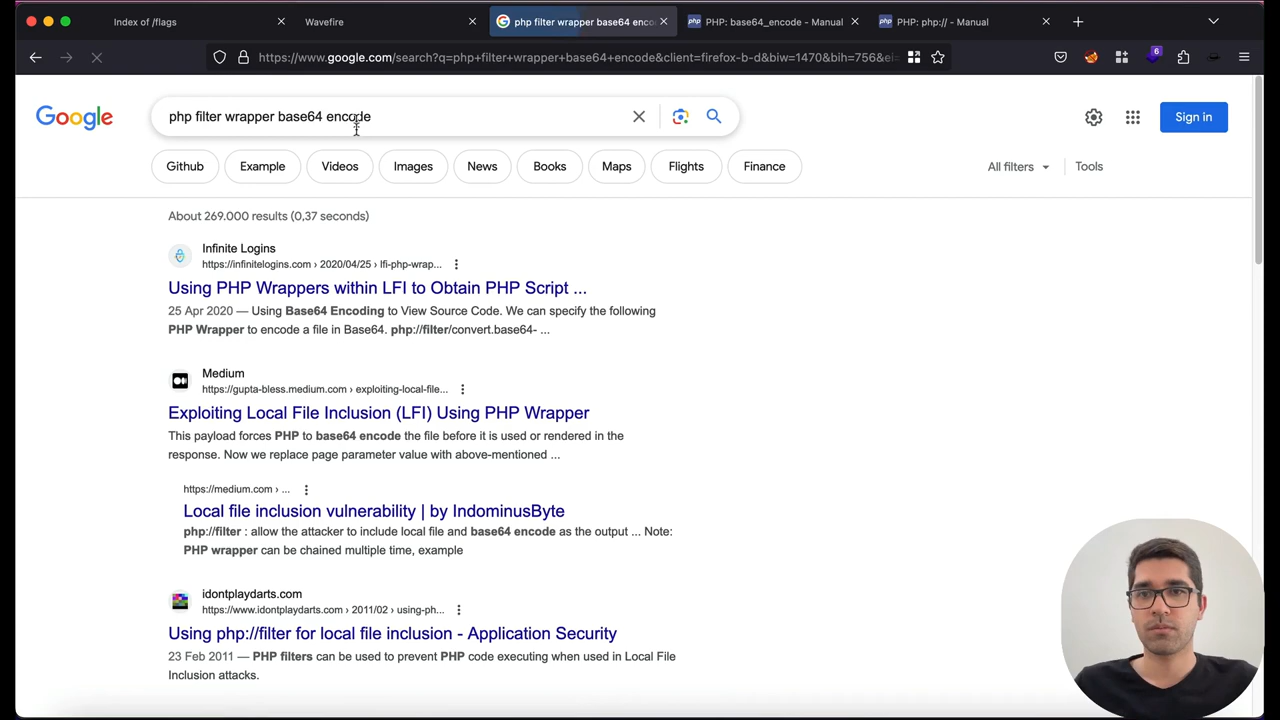 Index of /flags
Wavefire
php filter wrapper base64 enco
PHP: base64_encode - Manual
PHP: php:// - Manual
https://www.google.com/search?q=php+filter+wrapper+base64+encode&client=firefox-b-d&biw=1470&bih=756&ei
6
Google
php filter wrapper base64 encode
Sign in
Github
Example
Videos
Images
News
Books
Maps
Flights
Finance
All filters
Tools
About 269.000 results (0,37 seconds)
Infinite Logins
https://infinitelogins.com › 2020/04/25 › lfi-php-wrap...
Using PHP Wrappers within LFI to Obtain PHP Script ...
25 Apr 2020 — Using Base64 Encoding to View Source Code. We can specify the following
PHP Wrapper to encode a file in Base64. php://filter/convert.base64- ...
Medium
https://gupta-bless.medium.com › exploiting-local-file...
Exploiting Local File Inclusion (LFI) Using PHP Wrapper
This payload forces PHP to base64 encode the file before it is used or rendered in the
response. Now we replace page parameter value with above-mentioned ...
https://medium.com › ...
Local file inclusion vulnerability | by IndominusByte
php://filter : allow the attacker to include local file and base64 encode as the output ... Note:
PHP wrapper can be chained multiple time, example
idontplaydarts.com
https://www.idontplaydarts.com › 2011/02 › using-ph...
Using php://filter for local file inclusion - Application Security
23 Feb 2011 — PHP filters can be used to prevent PHP code executing when used in Local File
Inclusion attacks.